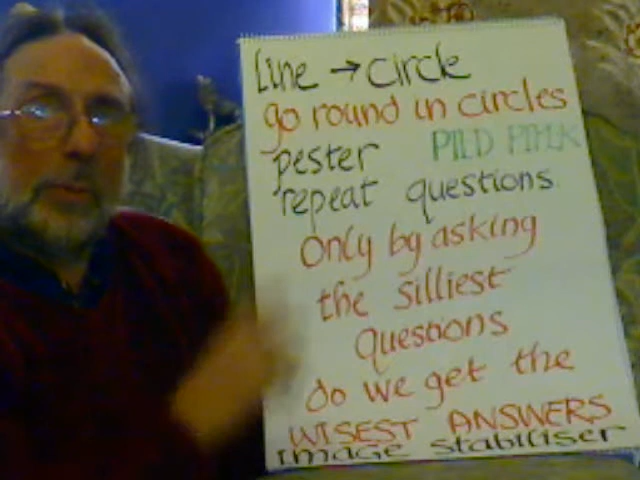 Line → circle
go round in circles
pester PILD
repeat questions
Only by asking
the silliest
questions
do we get the
WISEST ANSWERS
Image stabiliser